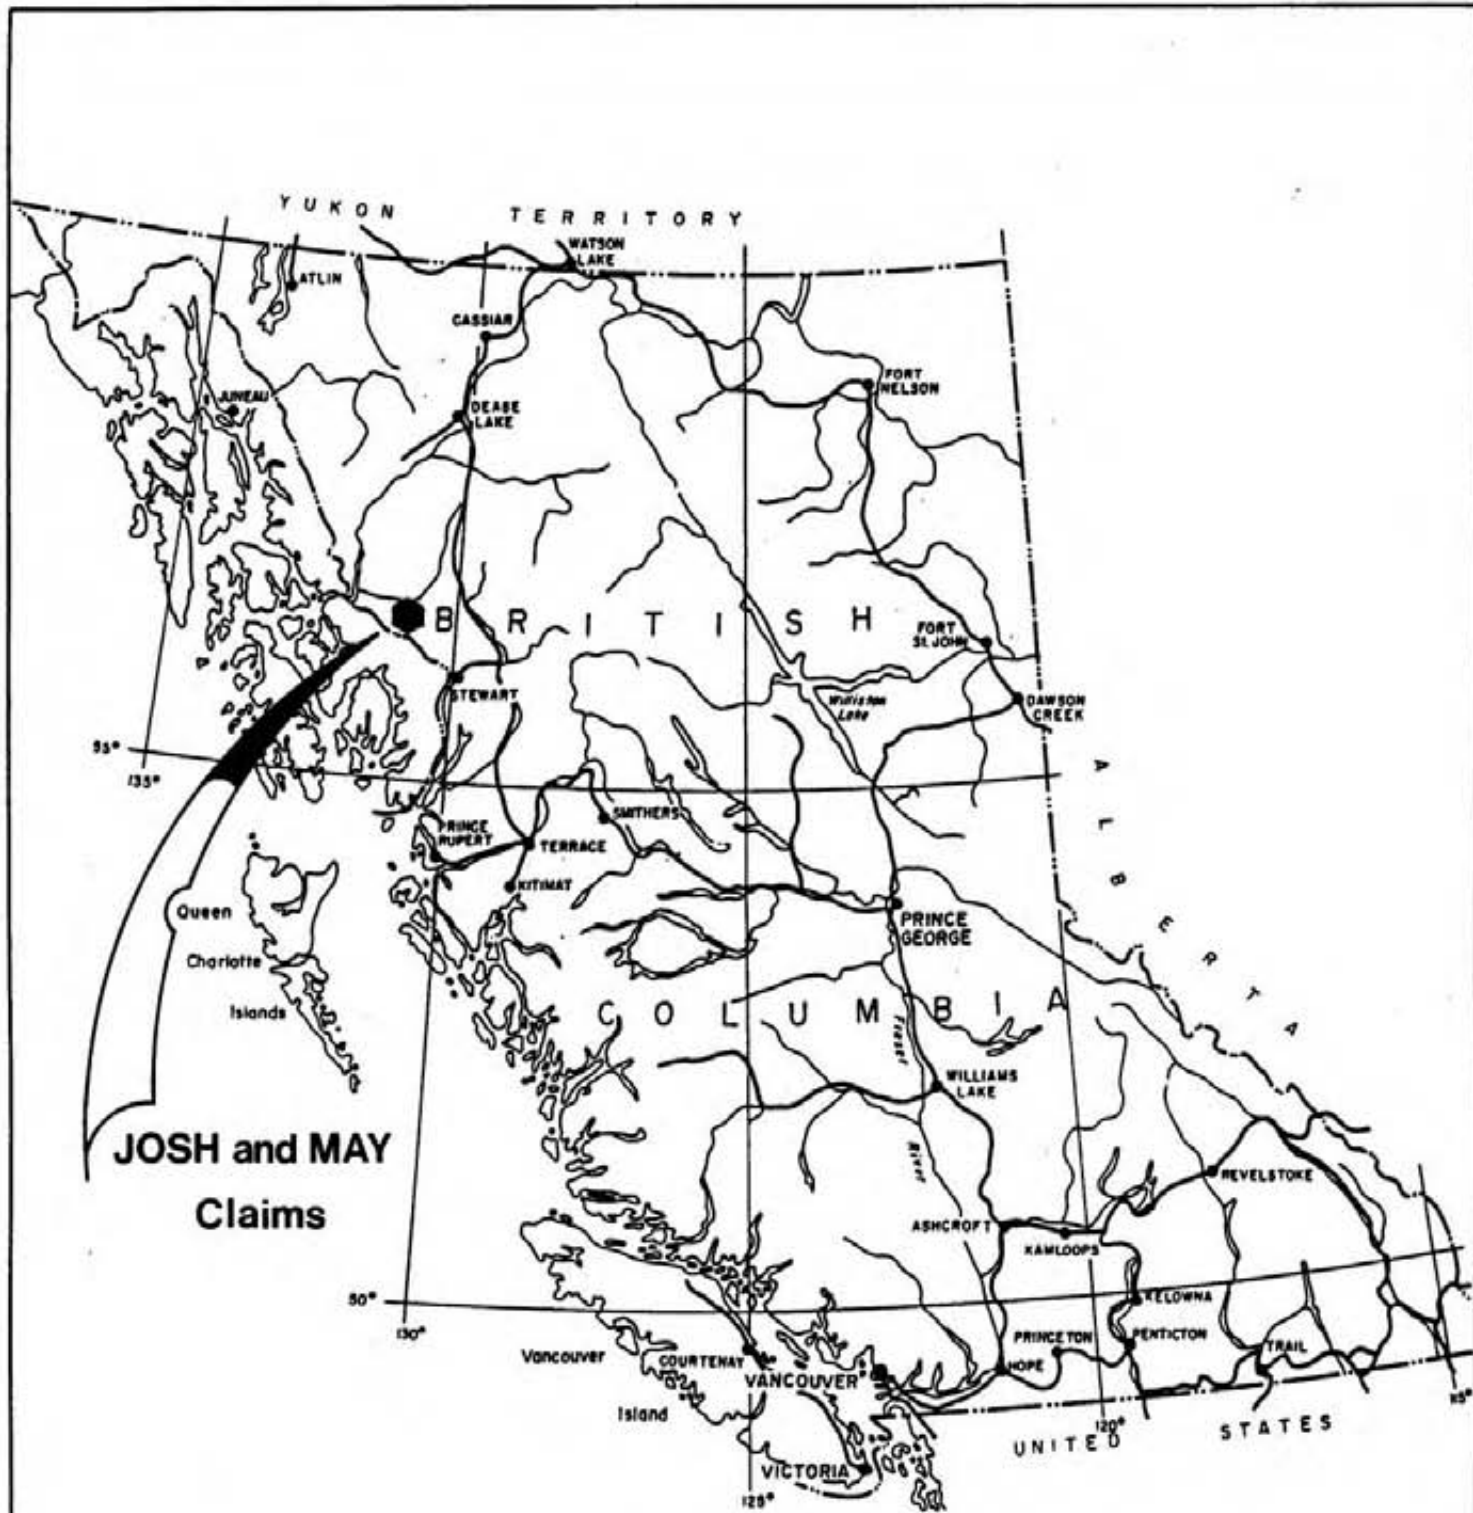 YUKON TERRITORY
WATSON
LAKE
ATLIN
CASSIAR
FORT
NELSON
JUNEAU
DEASE
LAKE
BRITISH
FORT
St. JOHN
STEWART
Williston
Lake
DAWSON
CREEK
55°
135°
ALBERTA
PRINCE
RUPERT
SMITHERS
TERRACE
KITIMAT
Queen
Charlotte
Islands
PRINCE
GEORGE
COLUMBIA
Fraser
River
WILLIAMS
LAKE
JOSH and MAY
Claims
REVELSTOKE
ASHCROFT
KAMLOOPS
50°
130°
KELOWNA
Vancouver
Island
COURTENAY
VANCOUVER
PRINCETON
PENTICTON
HOPE
TRAIL
120°
115°
UNITED STATES
VICTORIA
125°